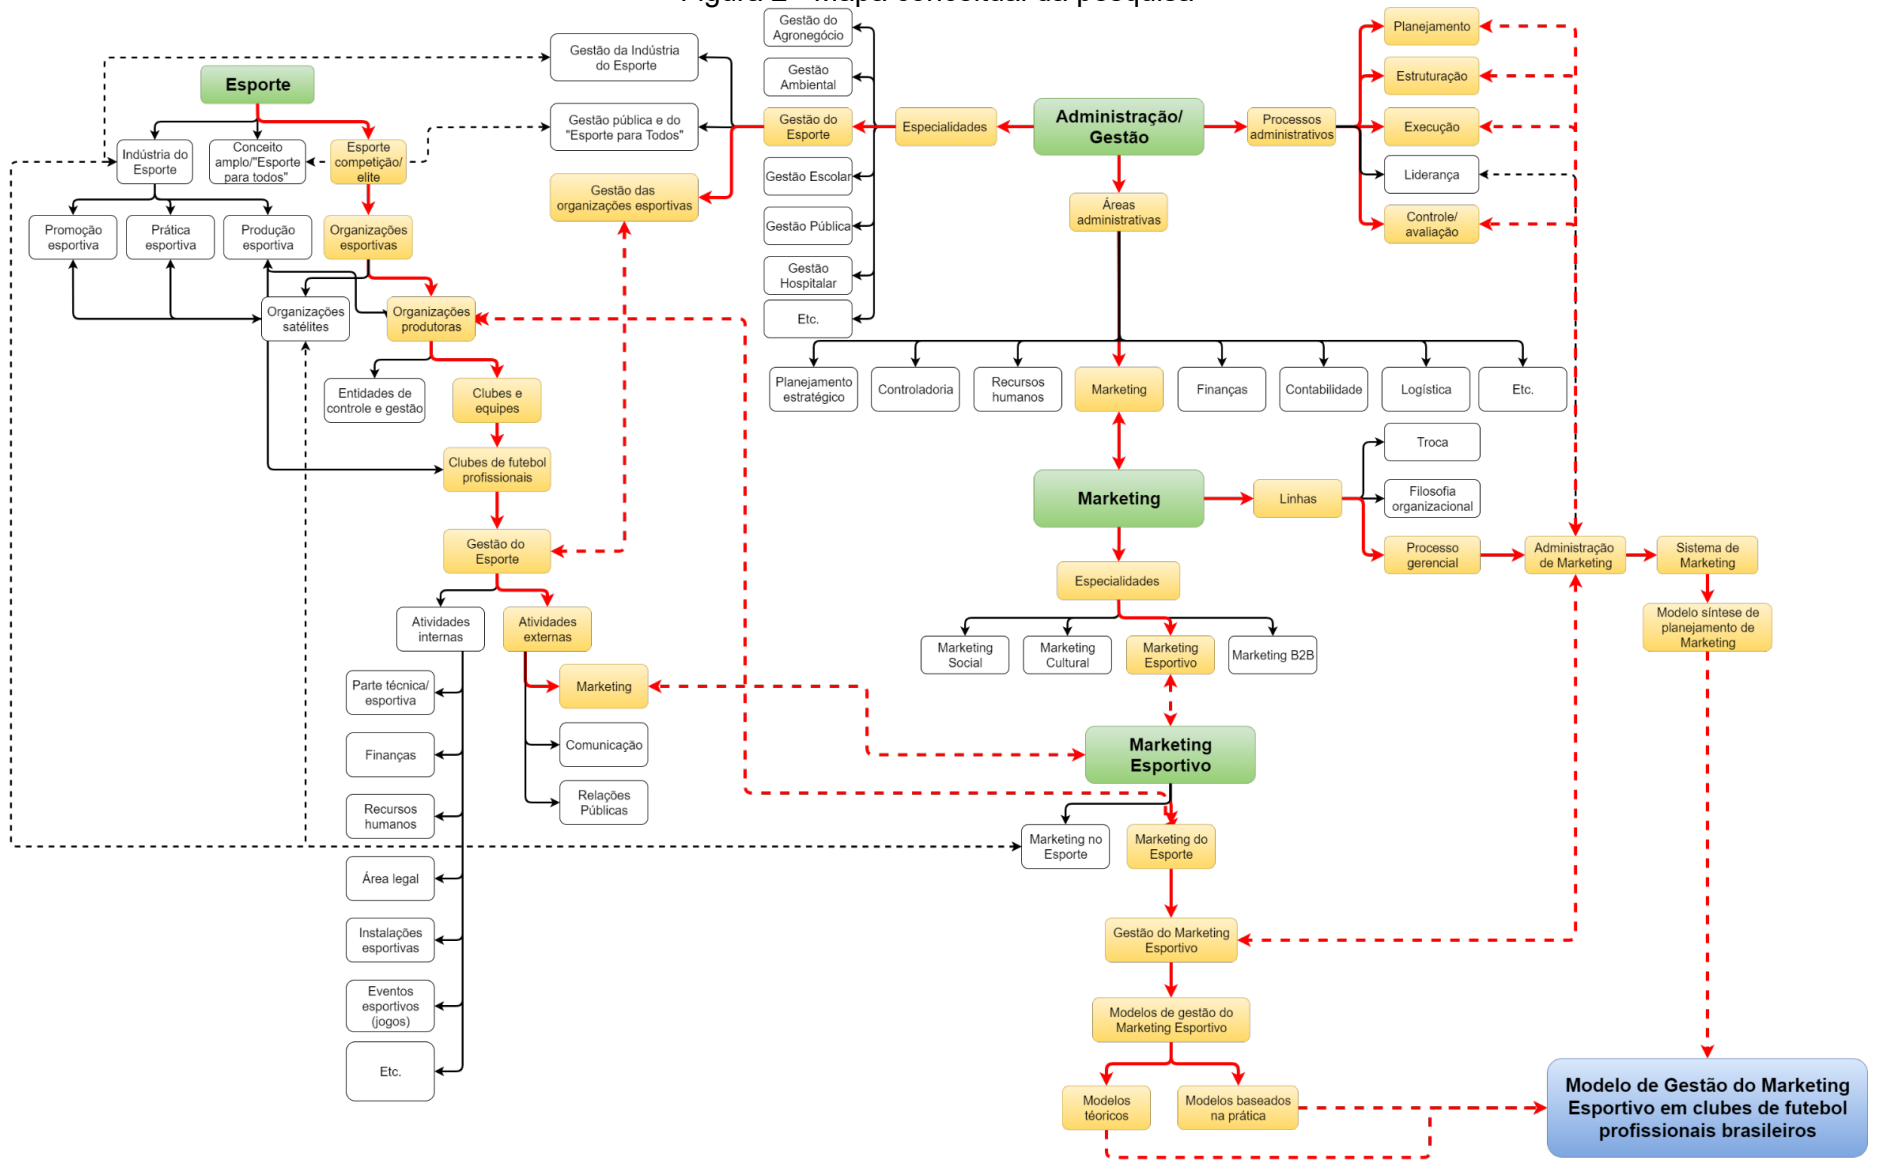 Figura 2 - Mapa conceitual da pesquisa
Esporte
Indústria do
Esporte
Conceito
amplo/"Esporte
para todos"
Esporte
competição/
elite
Promoção
esportiva
Prática
esportiva
Produção
esportiva
Organizações
esportivas
Organizações
satélites
Organizações
produtoras
Entidades de
controle e gestão
Clubes e
equipes
Clubes de futebol
profissionais
Gestão do
Esporte
Atividades
internas
Atividades
externas
Parte técnica/
esportiva
Finanças
Recursos
humanos
Área legal
Instalações
esportivas
Eventos
esportivos
(jogos)
Etc.
Marketing
Comunicação
Relações
Públicas
Gestão da Indústria
do Esporte
Gestão pública e do
"Esporte para Todos"
Gestão das
organizações esportivas
Gestão do
Agronegócio
Gestão
Ambiental
Gestão do
Esporte
Gestão Escolar
Gestão Pública
Gestão
Hospitalar
Etc.
Especialidades
Administração/
Gestão
Processos
administrativos
Planejamento
Estruturação
Execução
Liderança
Controle/
avaliação
Áreas
administrativas
Planejamento
estratégico
Controladoria
Recursos
humanos
Marketing
Finanças
Contabilidade
Logística
Etc.
Marketing
Linhas
Troca
Filosofia
organizacional
Processo
gerencial
Administração
de Marketing
Sistema de
Marketing
Modelo síntese de
planejamento de
Marketing
Especialidades
Marketing
Social
Marketing
Cultural
Marketing
Esportivo
Marketing B2B
Marketing
Esportivo
Marketing no
Esporte
Marketing do
Esporte
Gestão do Marketing
Esportivo
Modelos de gestão do
Marketing Esportivo
Modelos
téoricos
Modelos baseados
na prática
Modelo de Gestão do Marketing
Esportivo em clubes de futebol
profissionais brasileiros